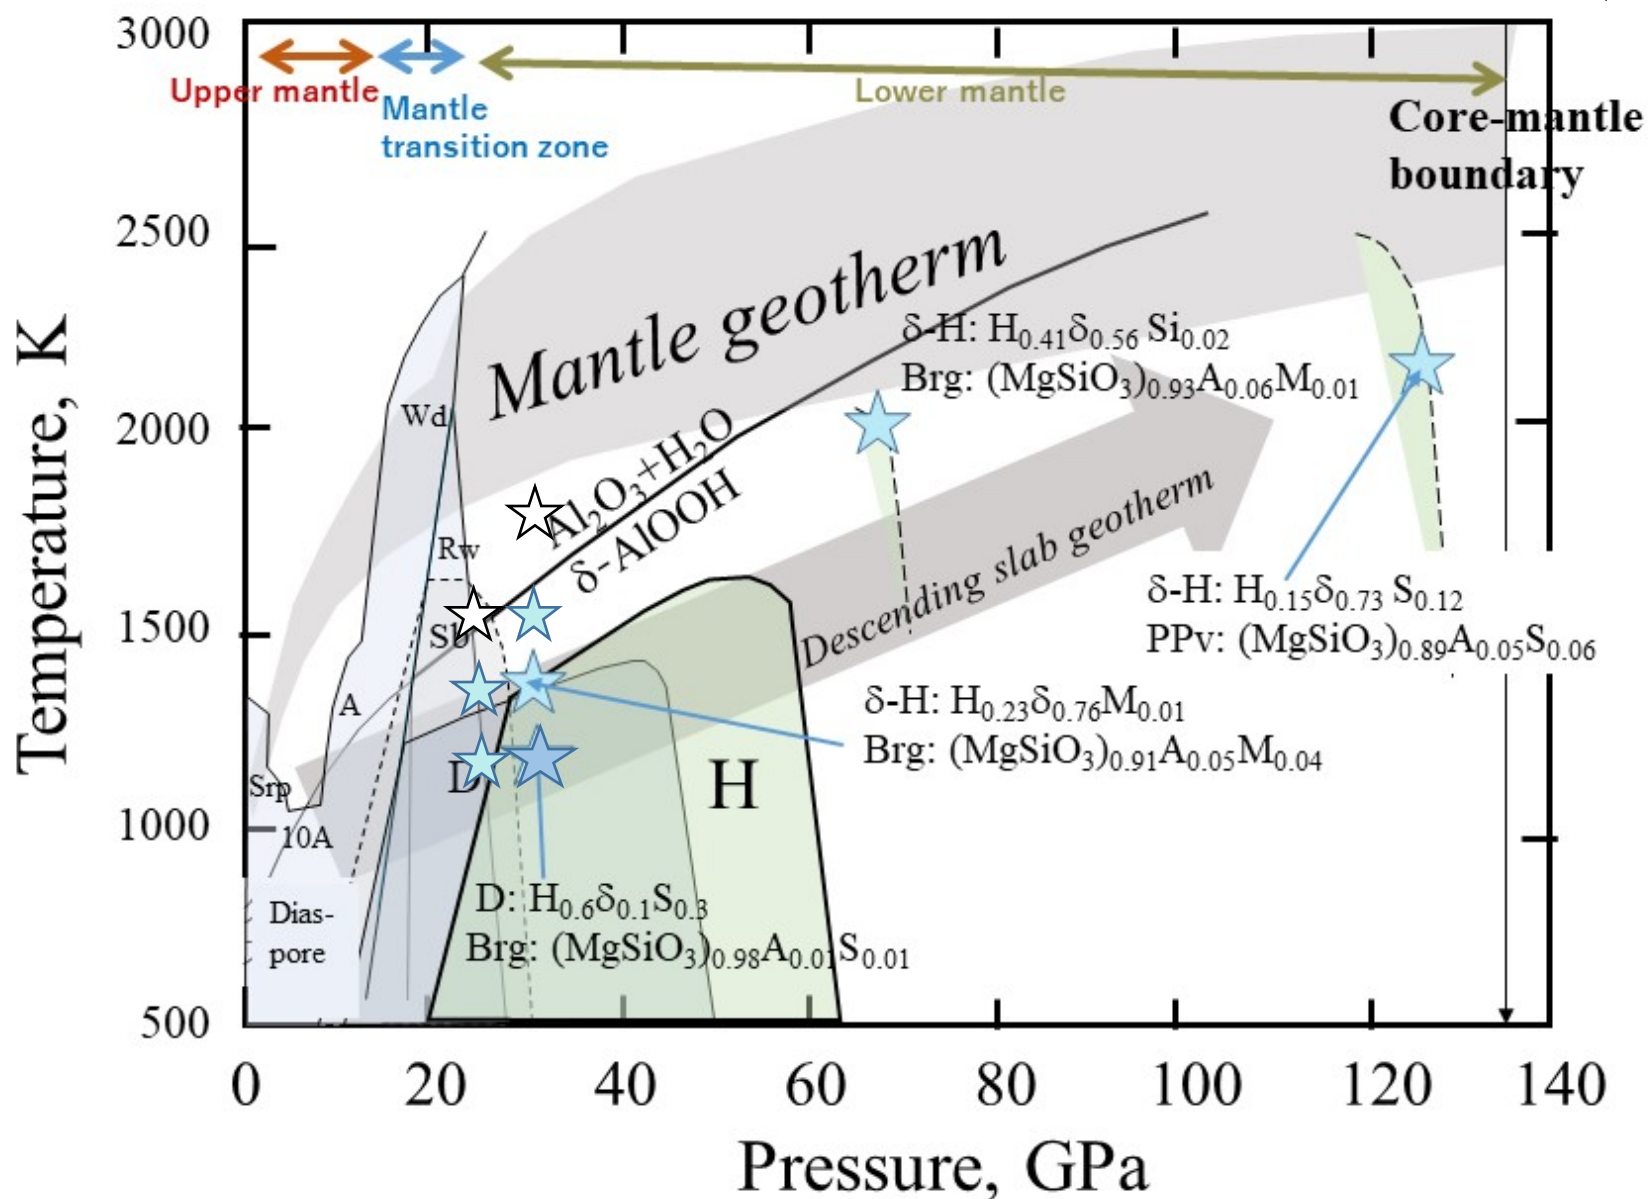 3000
2500
2000
1500
1000
500
Temperature, K
0
20
40
60
80
100
120
140
Pressure, GPa
Upper mantle
Mantle
transition zone
Lower mantle
Core-mantle
boundary
Mantle geotherm
Al₂O₃+H₂O
δ-AlOOH
Descending slab geotherm
Wd
Rw
Sb
A
D
H
Srp
10A
Dias-
pore
δ-H: H₀.₄₁δ₀.₅₆ Si₀.₀₂
Brg: (MgSiO₃)₀.₉₃A₀.₀₆M₀.₀₁
δ-H: H₀.₁₅δ₀.₇₃ S₀.₁₂
PPv: (MgSiO₃)₀.₈₉A₀.₀₅S₀.₀₆
δ-H: H₀.₂₃δ₀.₇₆M₀.₀₁
Brg: (MgSiO₃)₀.₉₁A₀.₀₅M₀.₀₄
D: H₀.₆δ₀.₁S₀.₃
Brg: (MgSiO₃)₀.₉₈A₀.₀₁S₀.₀₁